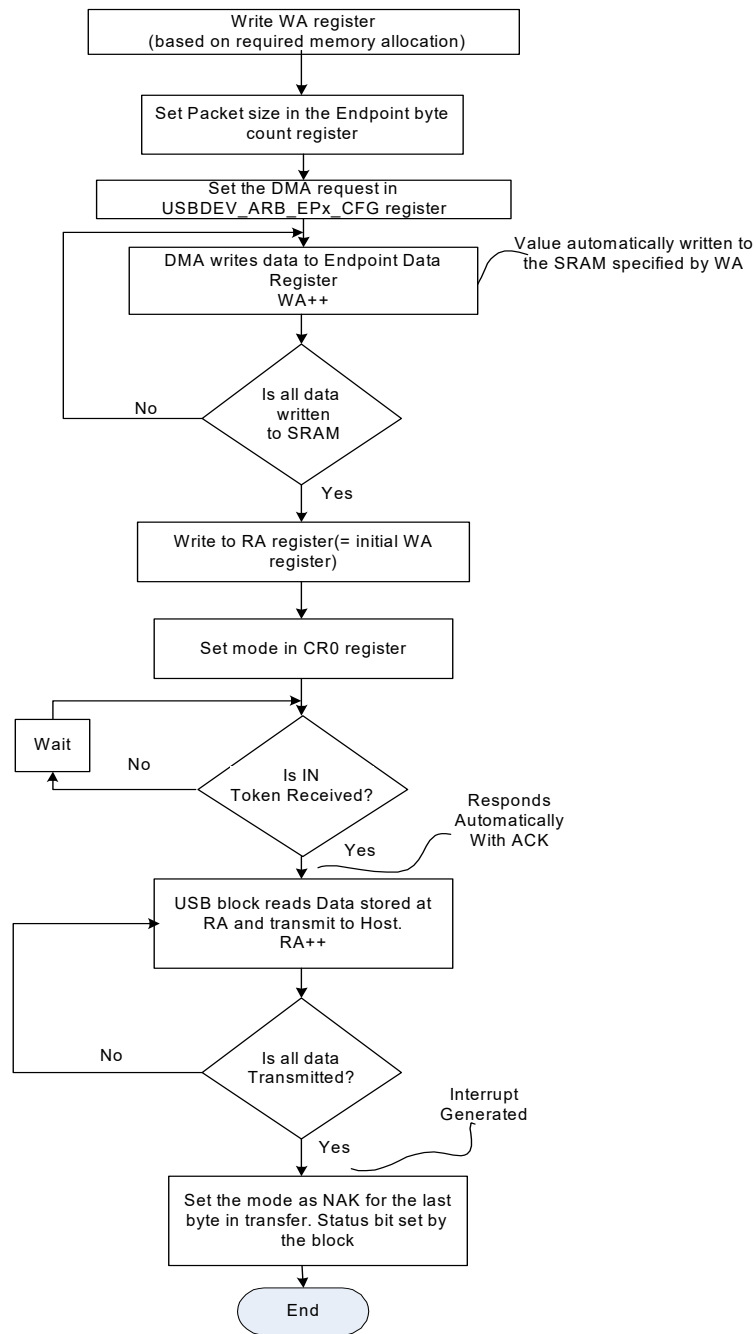 Write WA register
(based on required memory allocation)
Set Packet size in the Endpoint byte
count register
Set the DMA request in
USBDEV_ARB_EPx_CFG register
DMA writes data to Endpoint Data
Register
WA++
Value automatically written to
the SRAM specified by WA
Is all data
written
to SRAM
No
Yes
Write to RA register(= initial WA
register)
Set mode in CR0 register
Wait
No
Is IN
Token Received?
Yes
Responds
Automatically
With ACK
USB block reads Data stored at
RA and transmit to Host.
RA++
No
Is all data
Transmitted?
Yes
Interrupt
Generated
Set the mode as NAK for the last
byte in transfer. Status bit set by
the block
End